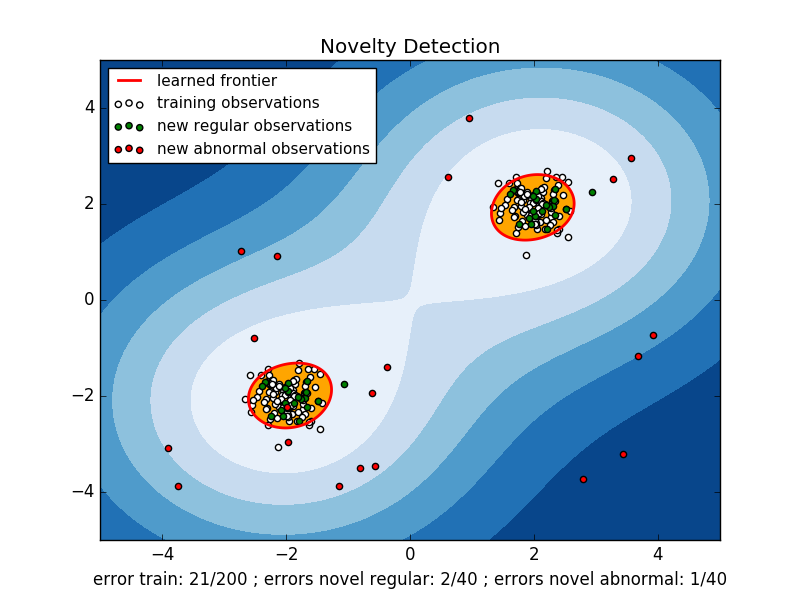 Novelty Detection
learned frontier
training observations
new regular observations
new abnormal observations
4
2
0
−2
−4
−4 −2 0 2 4
error train: 21/200 ; errors novel regular: 2/40 ; errors novel abnormal: 1/40